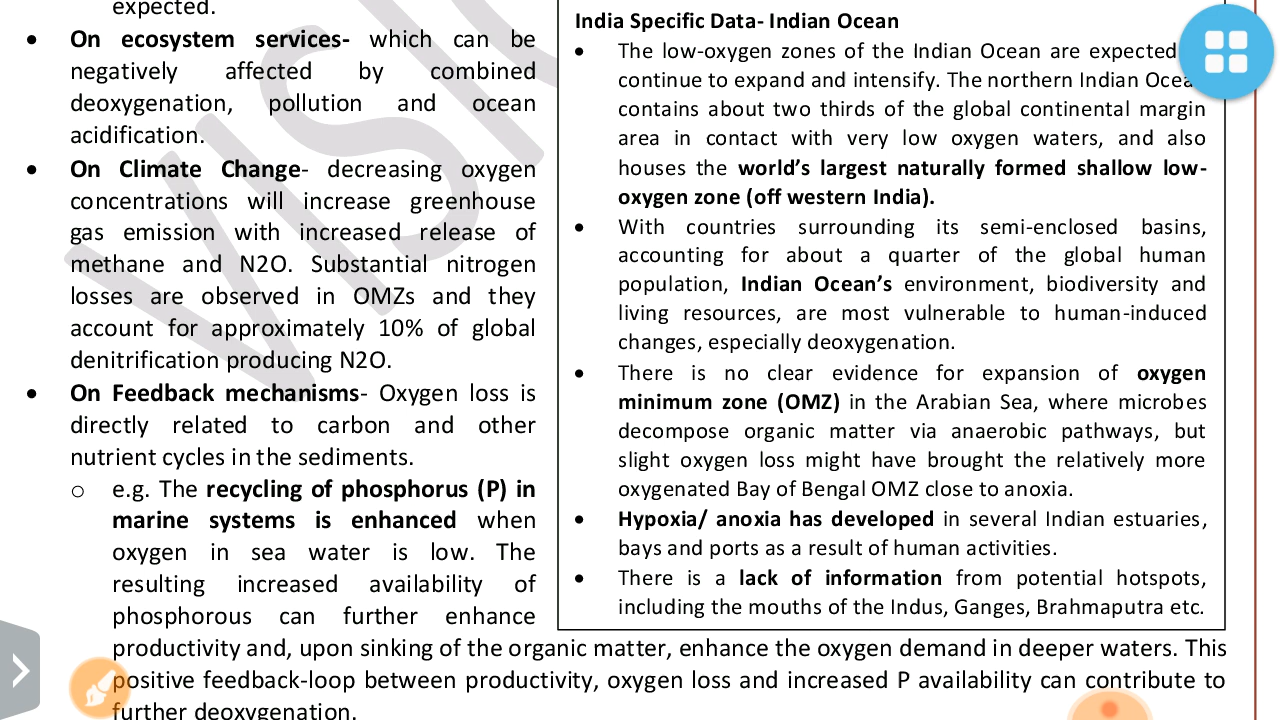 expected.
• On ecosystem services- which can be
negatively affected by combined
deoxygenation, pollution and ocean
acidification.
• On Climate Change- decreasing oxygen
concentrations will increase greenhouse
gas emission with increased release of
methane and N2O. Substantial nitrogen
losses are observed in OMZs and they
account for approximately 10% of global
denitrification producing N2O.
• On Feedback mechanisms- Oxygen loss is
directly related to carbon and other
nutrient cycles in the sediments.
o e.g. The recycling of phosphorus (P) in
marine systems is enhanced when
oxygen in sea water is low. The
resulting increased availability of
phosphorous can further enhance
productivity and, upon sinking of the organic matter, enhance the oxygen demand in deeper waters. This
positive feedback-loop between productivity, oxygen loss and increased P availability can contribute to
further deoxygenation.
India Specific Data- Indian Ocean
• The low-oxygen zones of the Indian Ocean are expected
continue to expand and intensify. The northern Indian Ocean
contains about two thirds of the global continental margin
area in contact with very low oxygen waters, and also
houses the world's largest naturally formed shallow low-
oxygen zone (off western India).
• With countries surrounding its semi-enclosed basins,
accounting for about a quarter of the global human
population, Indian Ocean's environment, biodiversity and
living resources, are most vulnerable to human-induced
changes, especially deoxygenation.
• There is no clear evidence for expansion of oxygen
minimum zone (OMZ) in the Arabian Sea, where microbes
decompose organic matter via anaerobic pathways, but
slight oxygen loss might have brought the relatively more
oxygenated Bay of Bengal OMZ close to anoxia.
• Hypoxia/ anoxia has developed in several Indian estuaries,
bays and ports as a result of human activities.
• There is a lack of information from potential hotspots,
including the mouths of the Indus, Ganges, Brahmaputra etc.